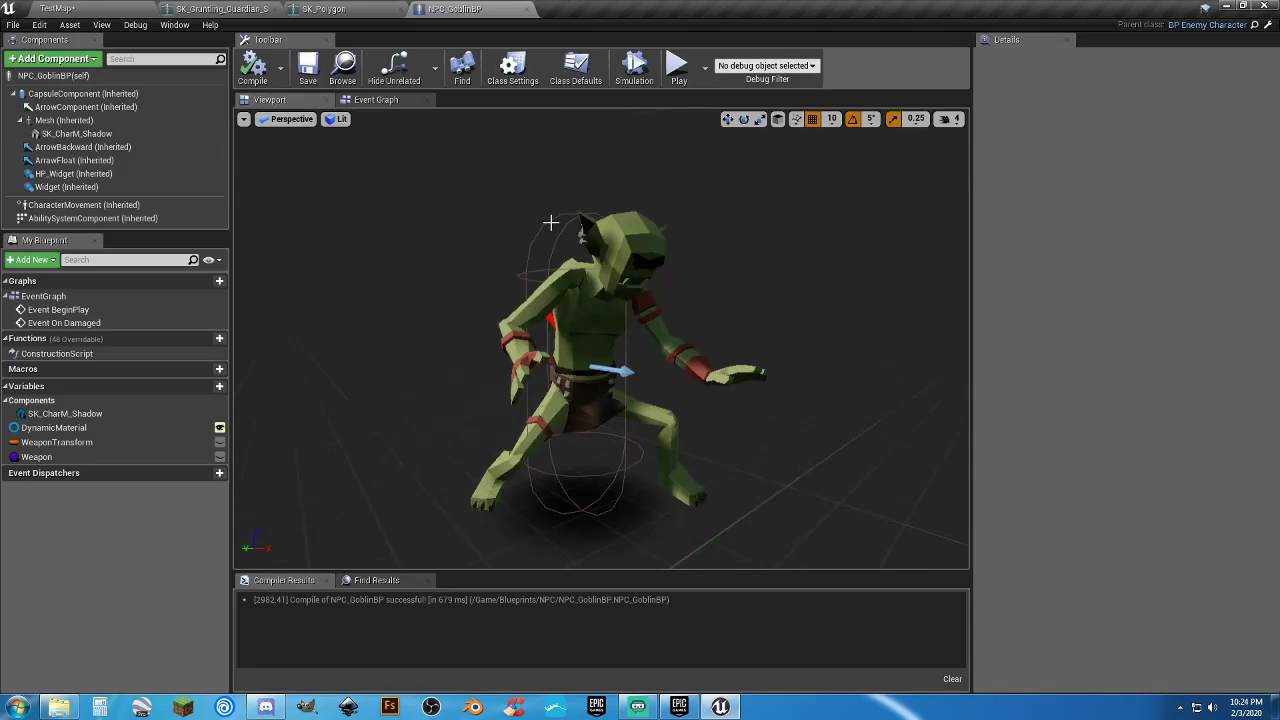 TestMap*
SK_Grunting_Guardian_S
SK_Polygon
NPC_GoblinBP
File Edit Asset View Debug Window Help
Parent class: BP Enemy Character
Components
Toolbar
Details
Add Component
Search
NPC_GoblinBP(self)
CapsuleComponent (Inherited)
ArrowComponent (Inherited)
Mesh (Inherited)
SK_CharM_Shadow
ArrowBackward (Inherited)
ArrawFloat (Inherited)
HP_Widget (Inherited)
Widget (Inherited)
CharacterMovement (Inherited)
AbilitySystemComponent (Inherited)
Compile
Save
Browse
Hide Unrelated
Find
Class Settings
Class Defaults
Simulation
Play
No debug object selected
Debug Filter
Viewport
Event Graph
Perspective
Lit
10
5°
0.25
4
My Blueprint
Add New
Search
Graphs
EventGraph
Event BeginPlay
Event On Damaged
Functions (48 Overridable)
ConstructionScript
Macros
Variables
Components
SK_CharM_Shadow
DynamicMaterial
WeaponTransform
Weapon
Event Dispatchers
Compiler Results
Find Results
[2982.41] Compile of NPC_GoblinBP successful! [in 679 ms] (/Game/Blueprints/NPC/NPC_GoblinBP.NPC_GoblinBP)
Clear
10:24 PM
2/3/2020